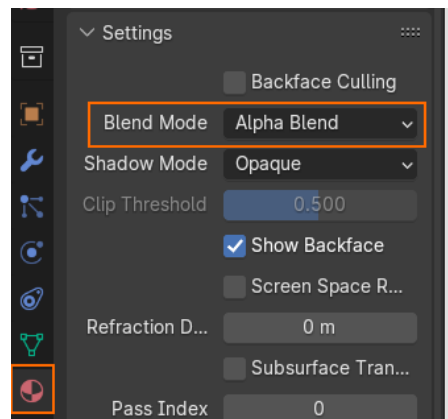 Settings
Backface Culling
Blend Mode Alpha Blend
Shadow Mode Opaque
Clip Threshold 0.500
Show Backface
Screen Space R...
Refraction D... 0 m
Subsurface Tran...
Pass Index 0